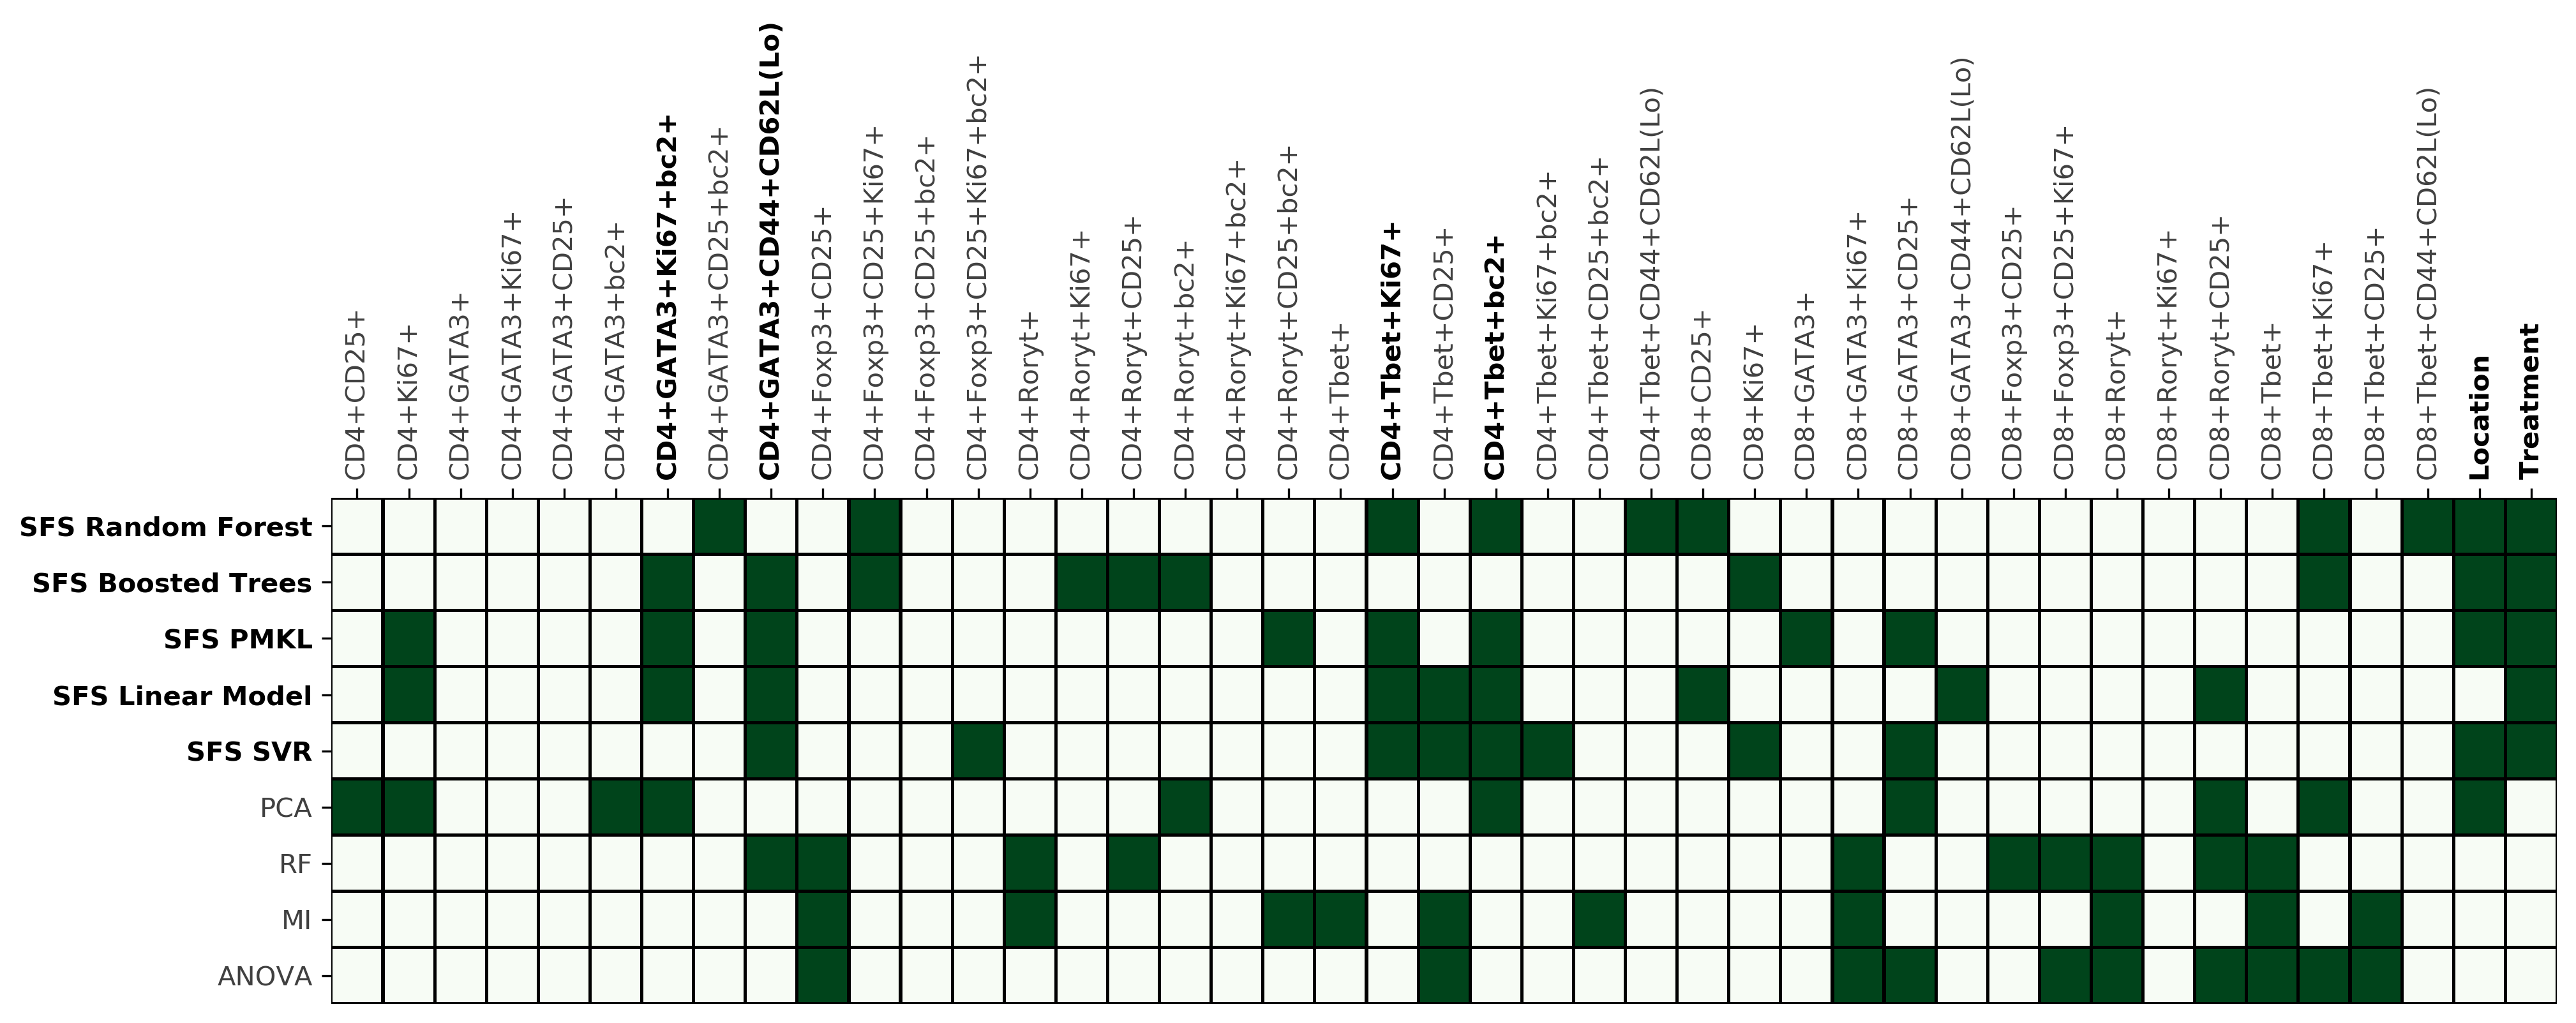 CD4+CD25+
CD4+Ki67+
CD4+GATA3+
CD4+GATA3+Ki67+
CD4+GATA3+CD25+
CD4+GATA3+bc2+
CD4+GATA3+Ki67+bc2+
CD4+GATA3+CD25+bc2+
CD4+GATA3+CD44+CD62L(Lo)
CD4+Foxp3+CD25+
CD4+Foxp3+CD25+Ki67+
CD4+Foxp3+CD25+bc2+
CD4+Foxp3+CD25+Ki67+bc2+
CD4+Roryt+
CD4+Roryt+Ki67+
CD4+Roryt+CD25+
CD4+Roryt+bc2+
CD4+Roryt+Ki67+bc2+
CD4+Roryt+CD25+bc2+
CD4+Tbet+
CD4+Tbet+Ki67+
CD4+Tbet+CD25+
CD4+Tbet+bc2+
CD4+Tbet+Ki67+bc2+
CD4+Tbet+CD25+bc2+
CD4+Tbet+CD44+CD62L(Lo)
CD8+CD25+
CD8+Ki67+
CD8+GATA3+
CD8+GATA3+Ki67+
CD8+GATA3+CD25+
CD8+GATA3+CD44+CD62L(Lo)
CD8+Foxp3+CD25+
CD8+Foxp3+CD25+Ki67+
CD8+Roryt+
CD8+Roryt+Ki67+
CD8+Roryt+CD25+
CD8+Tbet+
CD8+Tbet+Ki67+
CD8+Tbet+CD25+
CD8+Tbet+CD44+CD62L(Lo)
Location
Treatment
SFS Random Forest
SFS Boosted Trees
SFS PMKL
SFS Linear Model
SFS SVR
PCA
RF
MI
ANOVA